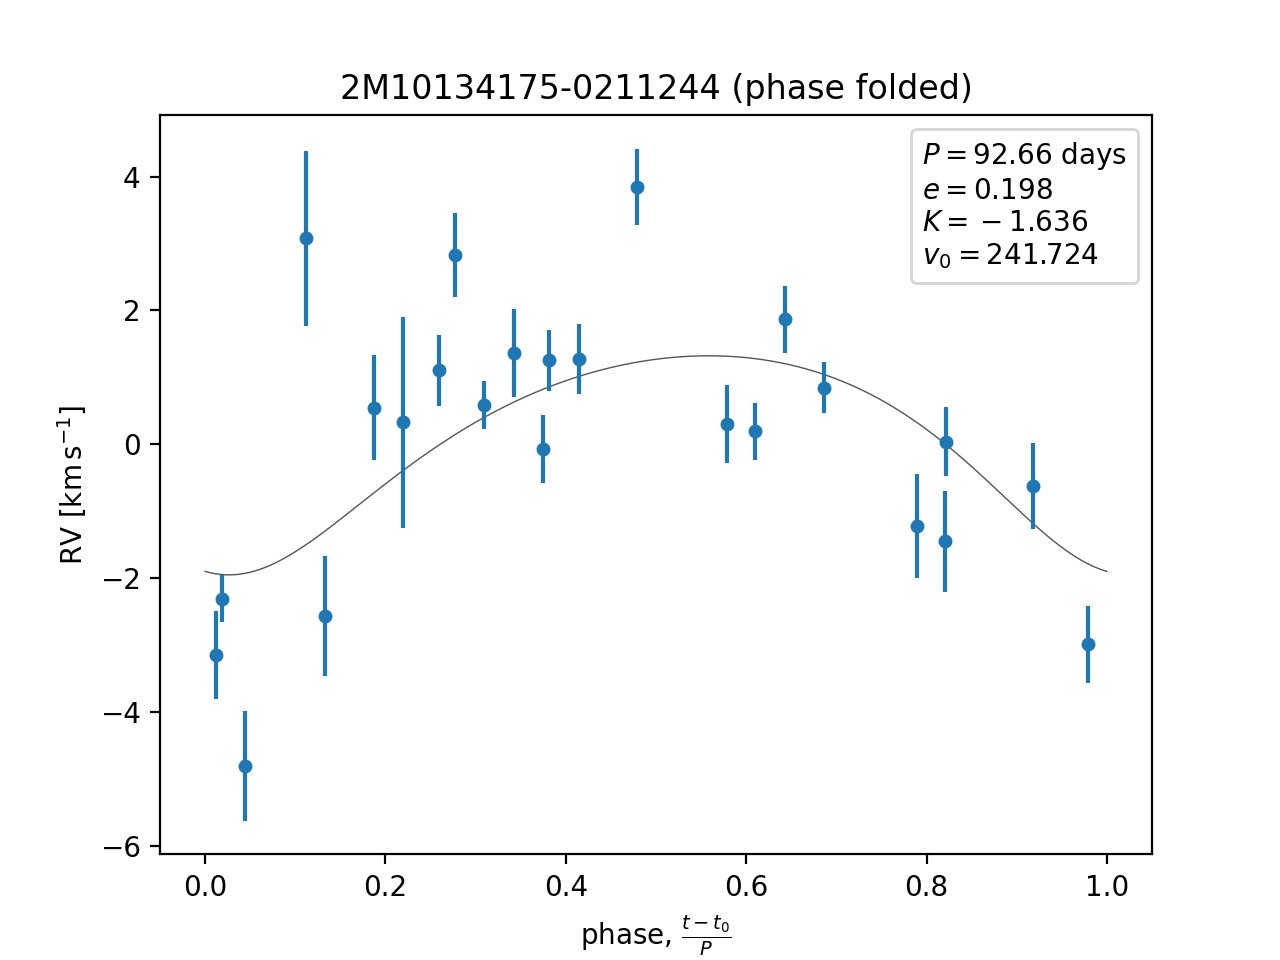 2M10134175-0211244 (phase folded)
P = 92.66 days
e = 0.198
K = −1.636
v₀ = 241.724
4
2
0
−2
−4
−6
RV [km s⁻¹]
0.0 0.2 0.4 0.6 0.8 1.0
phase, (t − t₀)/P